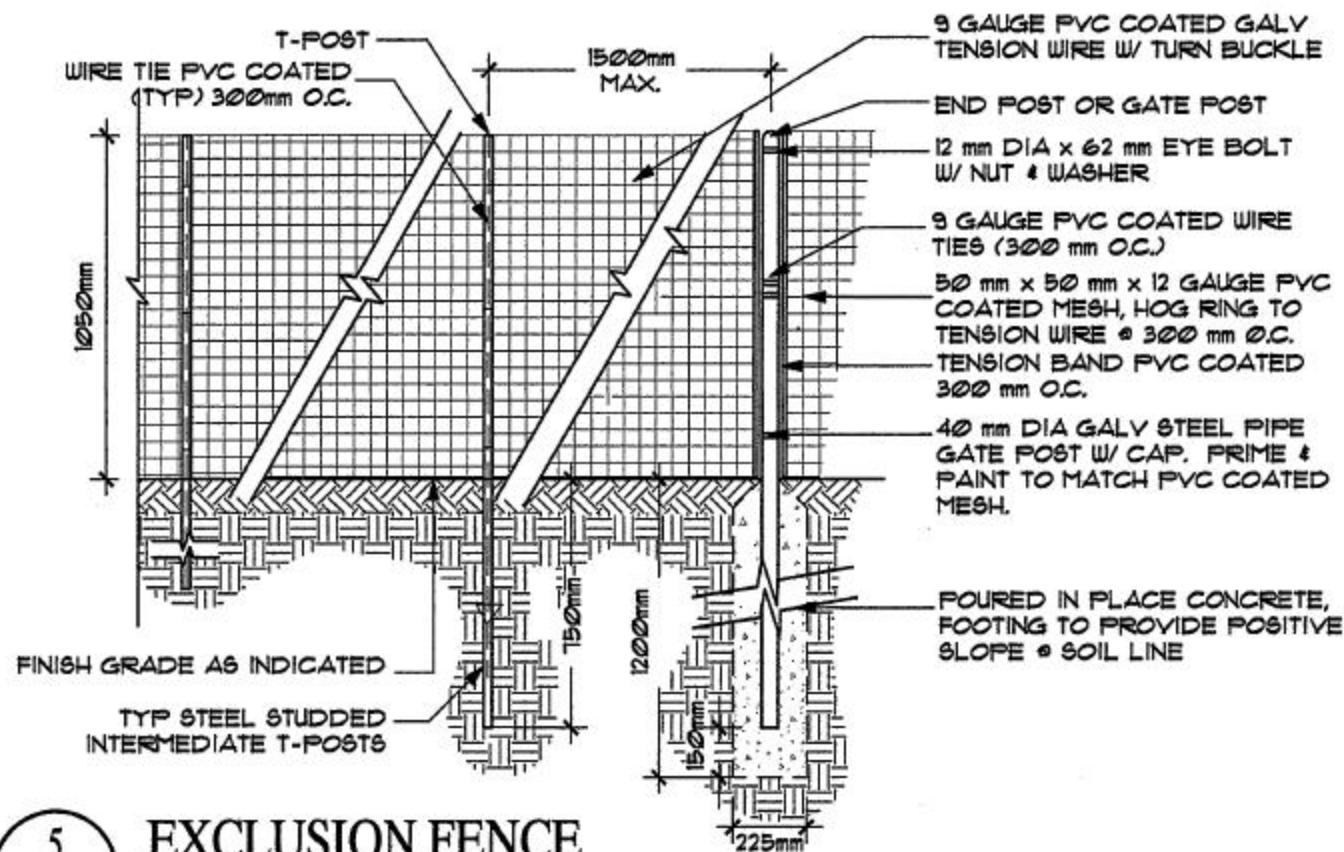 T-POST
WIRE TIE PVC COATED
(TYP) 300mm O.C.
1500mm
MAX.
1050mm
FINISH GRADE AS INDICATED
TYP STEEL STUDDED
INTERMEDIATE T-POSTS
750mm
1200mm
150mm
225mm
9 GAUGE PVC COATED GALV
TENSION WIRE W/ TURN BUCKLE
END POST OR GATE POST
12 mm DIA x 62 mm EYE BOLT
W/ NUT & WASHER
9 GAUGE PVC COATED WIRE
TIES (300 mm O.C.)
50 mm x 50 mm x 12 GAUGE PVC
COATED MESH, HOG RING TO
TENSION WIRE @ 300 mm O.C.
TENSION BAND PVC COATED
300 mm O.C.
40 mm DIA GALV STEEL PIPE
GATE POST W/ CAP. PRIME &
PAINT TO MATCH PVC COATED
MESH.
POURED IN PLACE CONCRETE,
FOOTING TO PROVIDE POSITIVE
SLOPE @ SOIL LINE
5
EXCLUSION FENCE